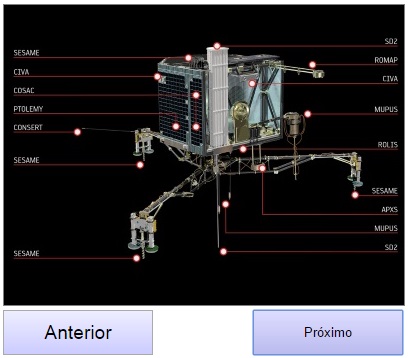 SD2
SESAME
ROMAP
CIVA
CIVA
COSAC
PTOLEMY
MUPUS
CONSERT
ROLIS
SESAME
SESAME
APXS
MUPUS
SD2
SESAME
Anterior
Próximo